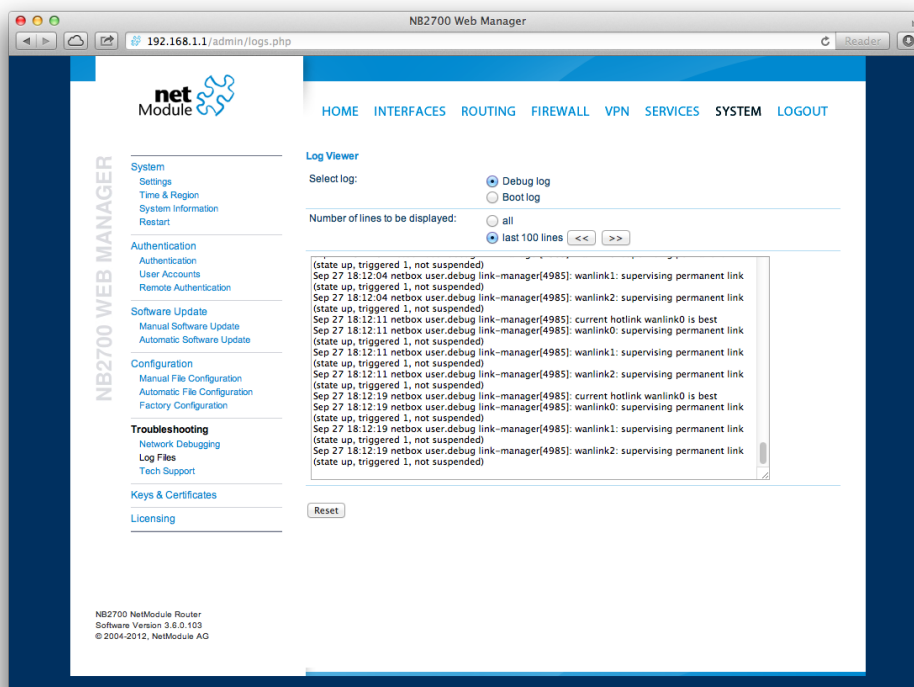 NB2700 Web Manager
192.168.1.1/admin/logs.php
Reader
net
Module
HOME INTERFACES ROUTING FIREWALL VPN SERVICES SYSTEM LOGOUT
NB2700 WEB MANAGER
System
Settings
Time & Region
System Information
Restart
Authentication
Authentication
User Accounts
Remote Authentication
Software Update
Manual Software Update
Automatic Software Update
Configuration
Manual File Configuration
Automatic File Configuration
Factory Configuration
Troubleshooting
Network Debugging
Log Files
Tech Support
Keys & Certificates
Licensing
Log Viewer
Select log:
Debug log
Boot log
Number of lines to be displayed:
all
last 100 lines << >>
(state up, triggered 1, not suspended)
Sep 27 18:12:04 netbox user.debug link-manager[4985]: wanlink1: supervising permanent link
(state up, triggered 1, not suspended)
Sep 27 18:12:04 netbox user.debug link-manager[4985]: wanlink2: supervising permanent link
(state up, triggered 1, not suspended)
Sep 27 18:12:11 netbox user.debug link-manager[4985]: current hotlink wanlink0 is best
Sep 27 18:12:11 netbox user.debug link-manager[4985]: wanlink0: supervising permanent link
(state up, triggered 1, not suspended)
Sep 27 18:12:11 netbox user.debug link-manager[4985]: wanlink1: supervising permanent link
(state up, triggered 1, not suspended)
Sep 27 18:12:11 netbox user.debug link-manager[4985]: wanlink2: supervising permanent link
(state up, triggered 1, not suspended)
Sep 27 18:12:19 netbox user.debug link-manager[4985]: current hotlink wanlink0 is best
Sep 27 18:12:19 netbox user.debug link-manager[4985]: wanlink0: supervising permanent link
(state up, triggered 1, not suspended)
Sep 27 18:12:19 netbox user.debug link-manager[4985]: wanlink1: supervising permanent link
(state up, triggered 1, not suspended)
Sep 27 18:12:19 netbox user.debug link-manager[4985]: wanlink2: supervising permanent link
(state up, triggered 1, not suspended)
Reset
NB2700 NetModule Router
Software Version 3.6.0.103
© 2004-2012, NetModule AG